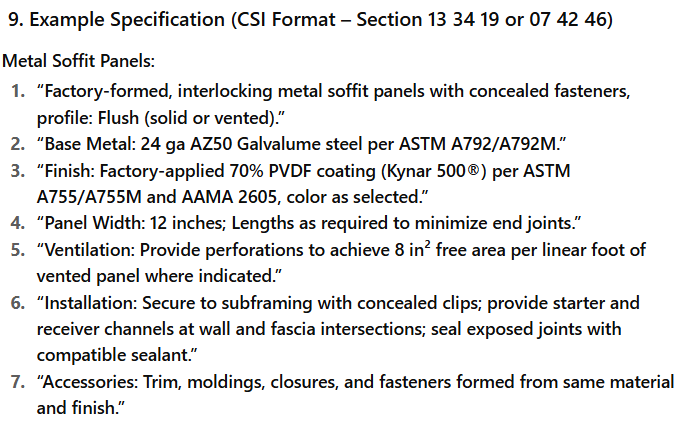 9. Example Specification (CSI Format – Section 13 34 19 or 07 42 46)
Metal Soffit Panels:
1. “Factory-formed, interlocking metal soffit panels with concealed fasteners,
profile: Flush (solid or vented).”
2. “Base Metal: 24 ga AZ50 Galvalume steel per ASTM A792/A792M.”
3. “Finish: Factory-applied 70% PVDF coating (Kynar 500®) per ASTM
A755/A755M and AAMA 2605, color as selected.”
4. “Panel Width: 12 inches; Lengths as required to minimize end joints.”
5. “Ventilation: Provide perforations to achieve 8 in² free area per linear foot of
vented panel where indicated.”
6. “Installation: Secure to subframing with concealed clips; provide starter and
receiver channels at wall and fascia intersections; seal exposed joints with
compatible sealant.”
7. “Accessories: Trim, moldings, closures, and fasteners formed from same material
and finish.”